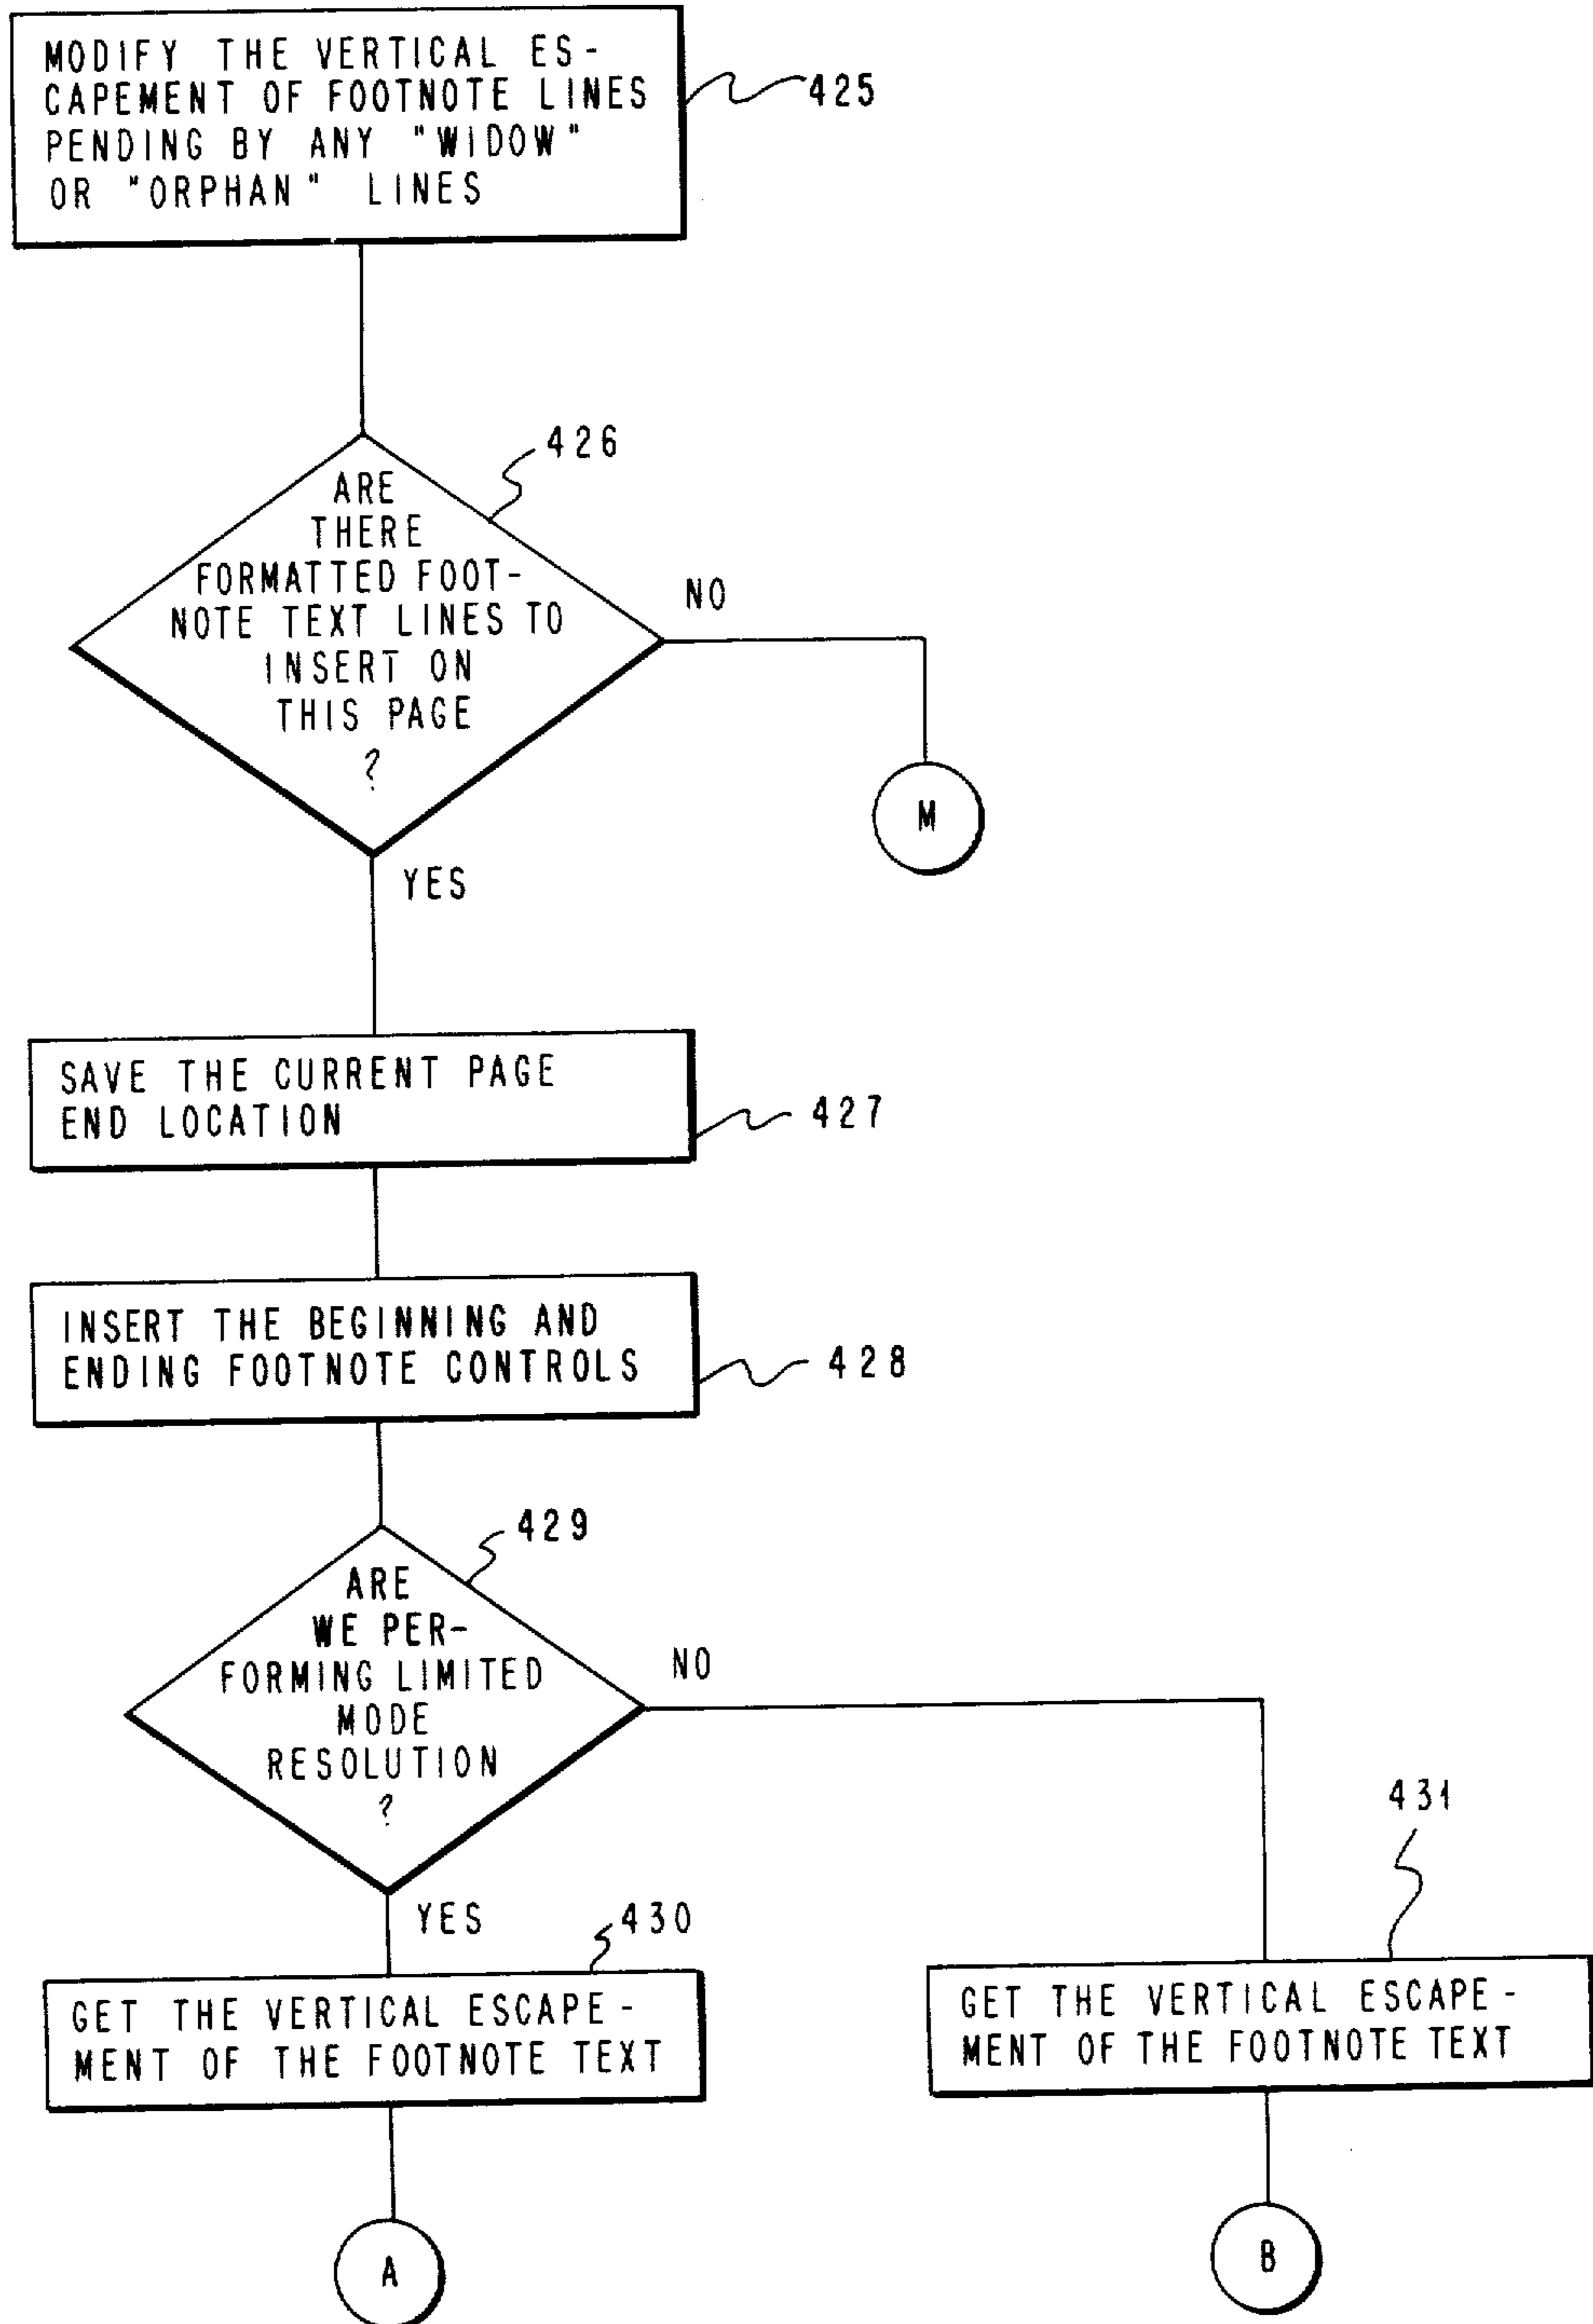 MODIFY THE VERTICAL ES-
CAPEMENT OF FOOTNOTE LINES
PENDING BY ANY "WIDOW"
OR "ORPHAN" LINES
425
426
ARE
THERE
FORMATTED FOOT-
NOTE TEXT LINES TO
INSERT ON
THIS PAGE
?
NO
M
YES
SAVE THE CURRENT PAGE
END LOCATION
427
INSERT THE BEGINNING AND
ENDING FOOTNOTE CONTROLS
428
429
ARE
WE PER-
FORMING LIMITED
MODE
RESOLUTION
?
NO
YES
430
431
GET THE VERTICAL ESCAPE-
MENT OF THE FOOTNOTE TEXT
GET THE VERTICAL ESCAPE-
MENT OF THE FOOTNOTE TEXT
A
B